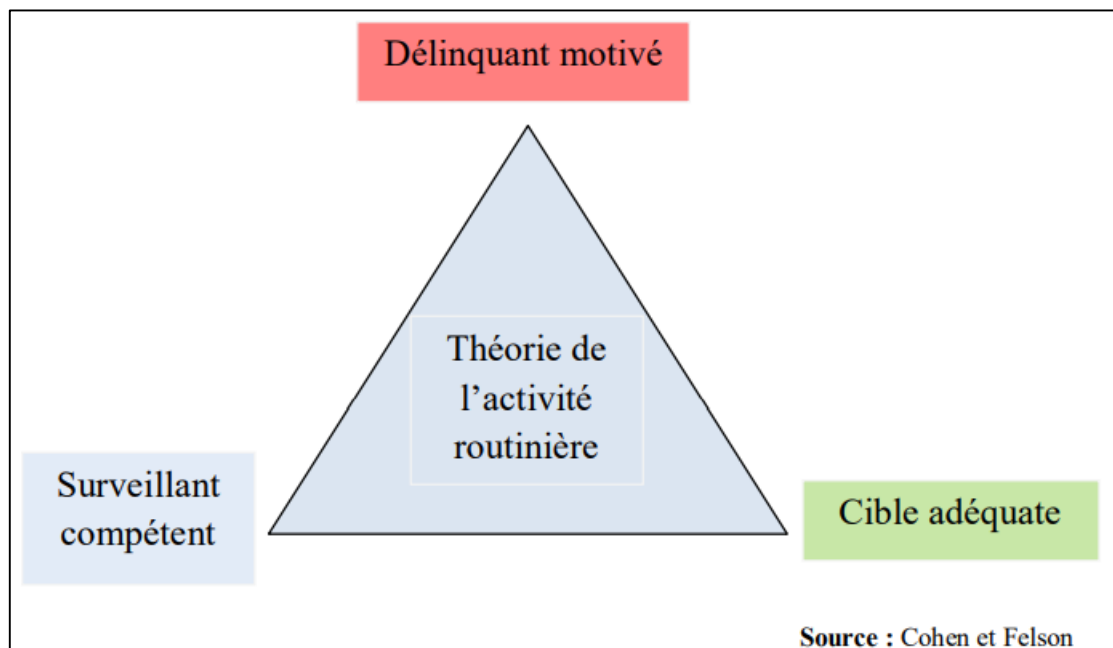 Délinquant motivé
Théorie de
l’activité
routinière
Surveillant
compétent
Cible adéquate
Source : Cohen et Felson